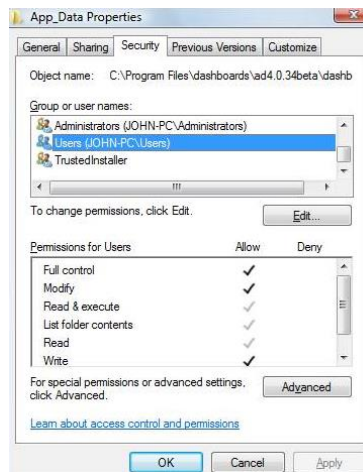 App_Data Properties
General Sharing Security Previous Versions Customize
Object name: C:\Program Files\dashboards\ad4.0.34beta\dashb
Group or user names:
Administrators (JOHN-PC\Administrators)
Users (JOHN-PC\Users)
TrustedInstaller
To change permissions, click Edit.
Edit...
Permissions for Users Allow Deny
Full control
Modify
Read & execute
List folder contents
Read
Write
For special permissions or advanced settings,
click Advanced.
Advanced
Learn about access control and permissions
OK Cancel Apply